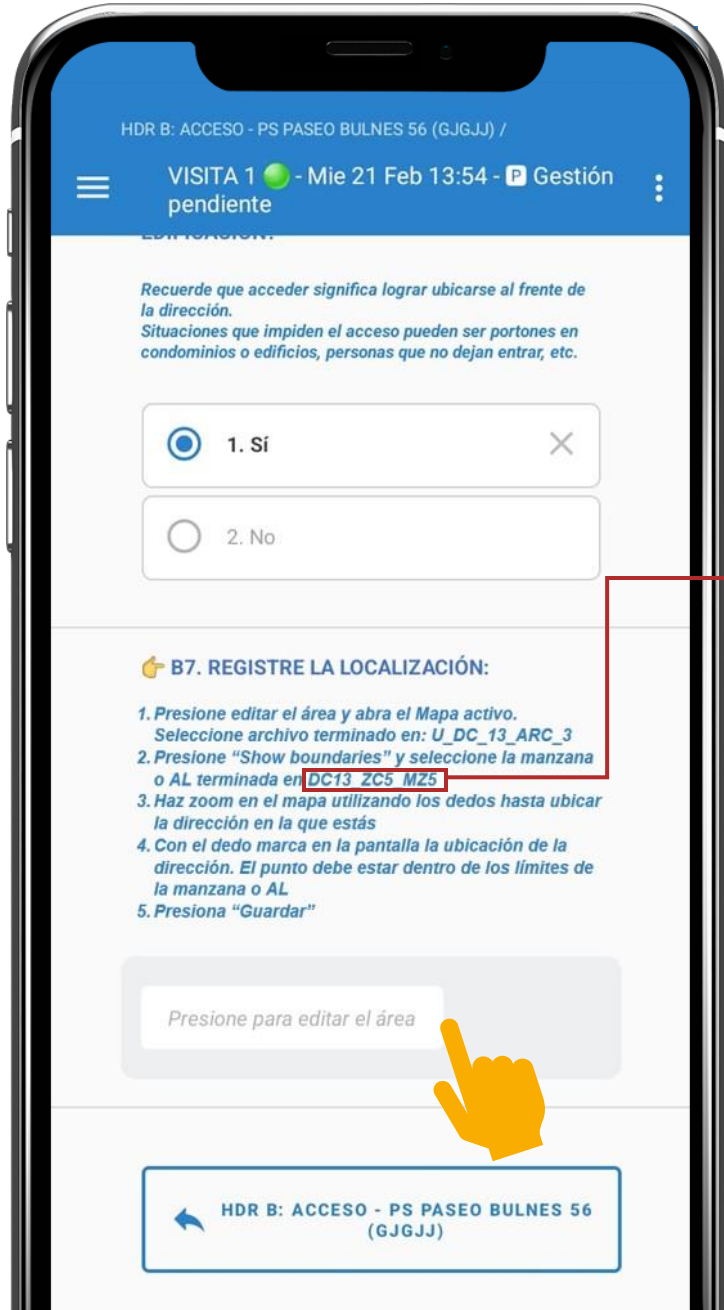 HDR B: ACCESO - PS PASEO BULNES 56 (GJGJJ) /
VISITA 1 - Mie 21 Feb 13:54 - P Gestión
pendiente
EDIFICACIÓN:
Recuerde que acceder significa lograr ubicarse al frente de
la dirección.
Situaciones que impiden el acceso pueden ser portones en
condominios o edificios, personas que no dejan entrar, etc.
1. Sí
2. No
B7. REGISTRE LA LOCALIZACIÓN:
1. Presione editar el área y abra el Mapa activo.
Seleccione archivo terminado en: U_DC_13_ARC_3
2. Presione “Show boundaries” y seleccione la manzana
o AL terminada en DC13_ZC5_MZ5
3. Haz zoom en el mapa utilizando los dedos hasta ubicar
la dirección en la que estás
4. Con el dedo marca en la pantalla la ubicación de la
dirección. El punto debe estar dentro de los límites de
la manzana o AL
5. Presiona “Guardar”
Presione para editar el área
HDR B: ACCESO - PS PASEO BULNES 56
(GJGJJ)